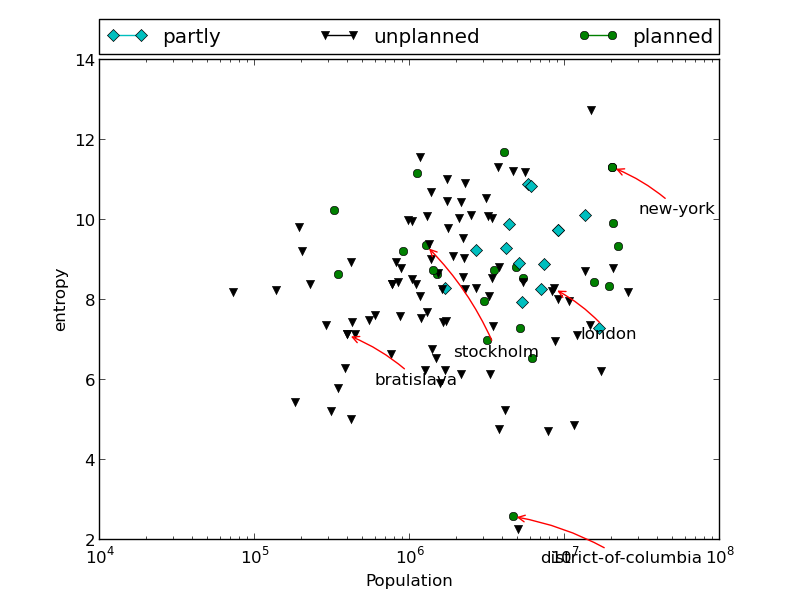 partly unplanned planned
14
12
10
8
6
4
2
entropy
new-york
london
stockholm
bratislava
district-of-columbia
10^4 10^5 10^6 10^7 10^8
Population